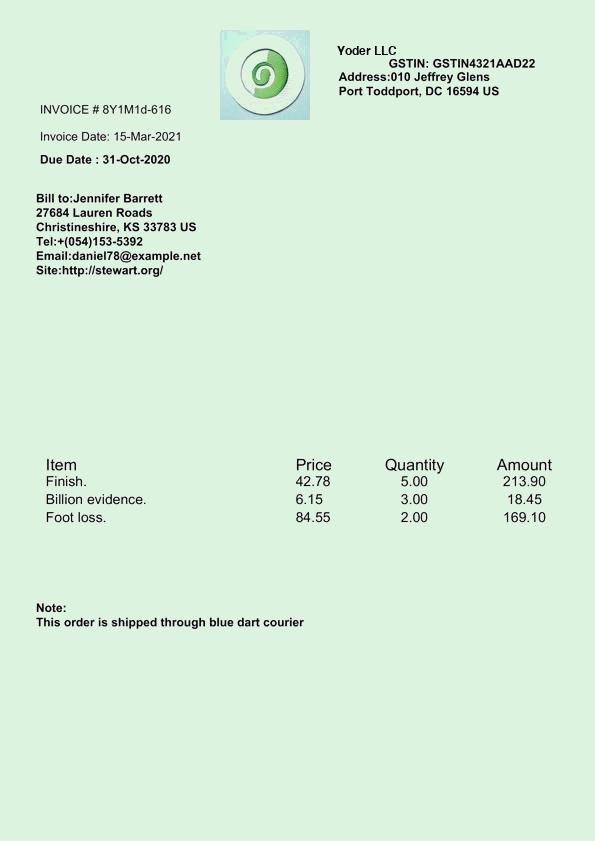 Yoder LLC
GSTIN: GSTIN4321AAD22
Address:010 Jeffrey Glens
Port Toddport, DC 16594 US
INVOICE # 8Y1M1d-616
Invoice Date: 15-Mar-2021
Due Date : 31-Oct-2020
Bill to:Jennifer Barrett
27684 Lauren Roads
Christineshire, KS 33783 US
Tel:+(054)153-5392
Email:daniel78@example.net
Site:http://stewart.org/
Item Price Quantity Amount
Finish. 42.78 5.00 213.90
Billion evidence. 6.15 3.00 18.45
Foot loss. 84.55 2.00 169.10
Note:
This order is shipped through blue dart courier